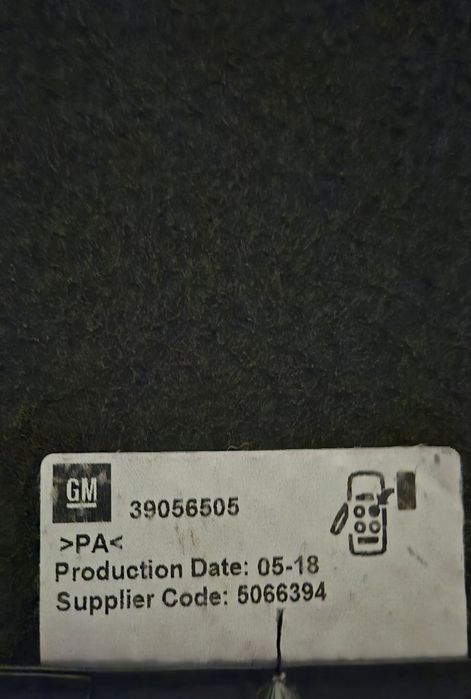 GM
39056505
>PA<
Production Date: 05-18
Supplier Code: 5066394